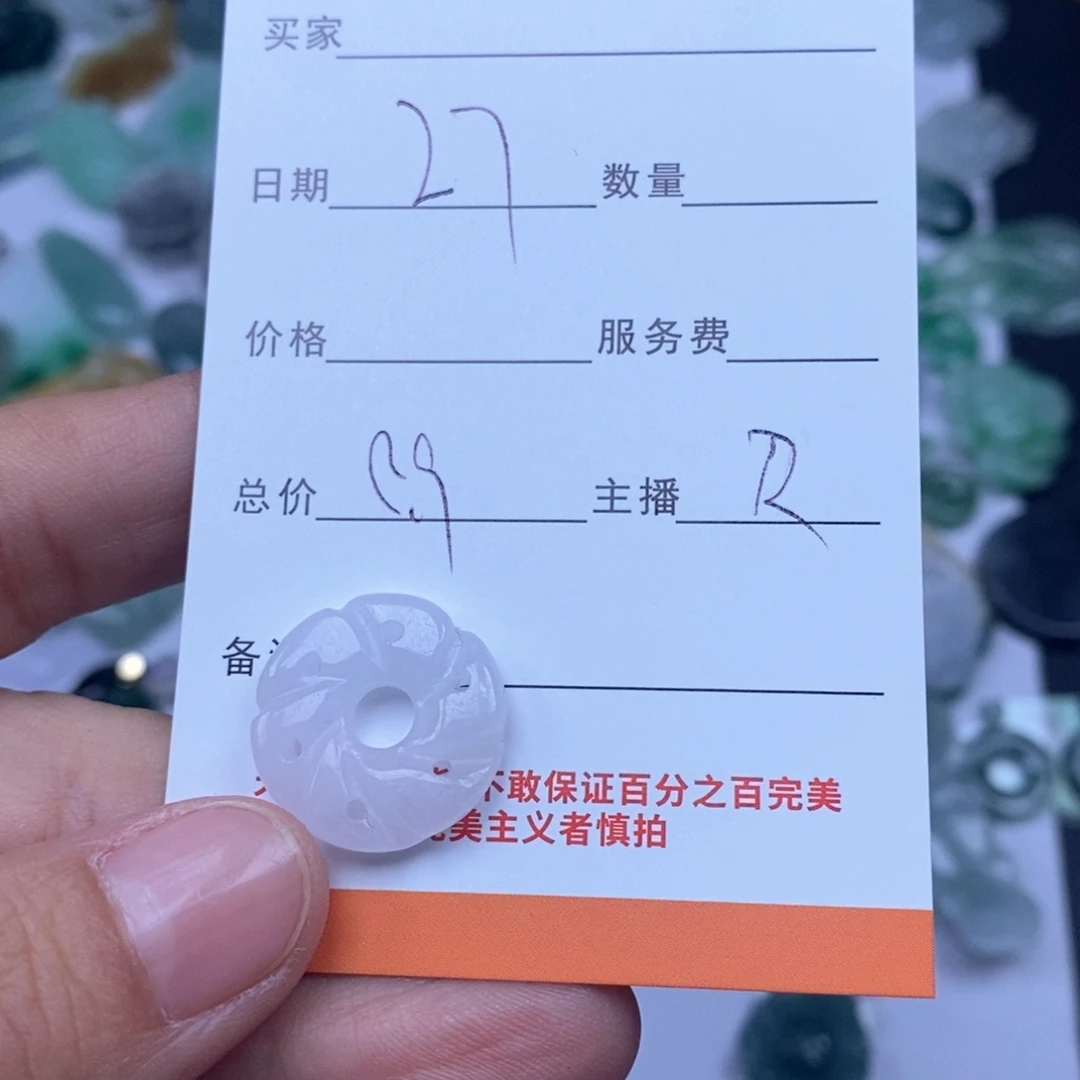 买家
日期 27 数量
价格 服务费
总价 主播 R
备
不敢保证百分之百完美
美主义者慎拍